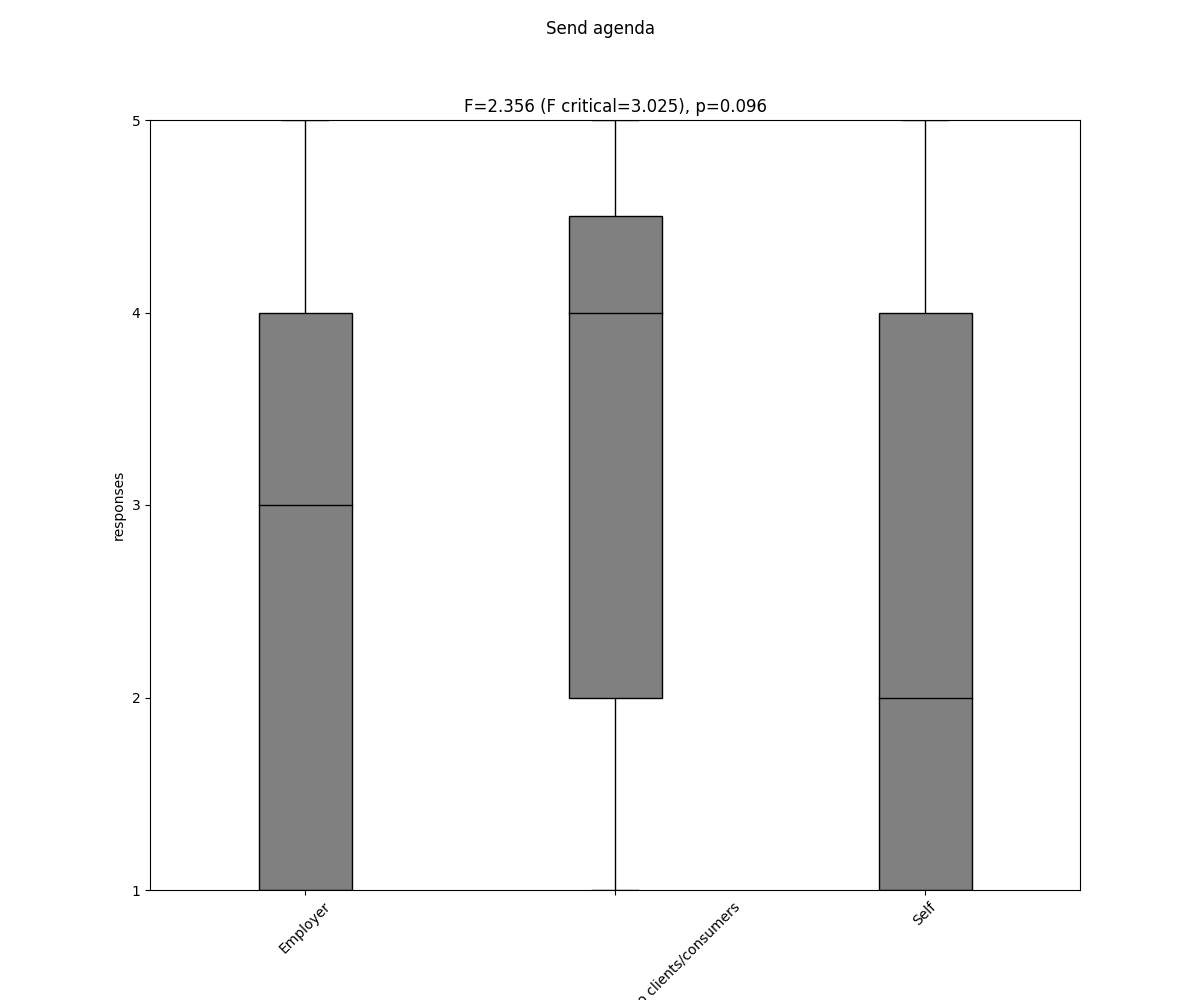 Send agenda
F=2.356 (F critical=3.025), p=0.096
5
4
3
2
1
responses
Employer
clients/consumers
Self